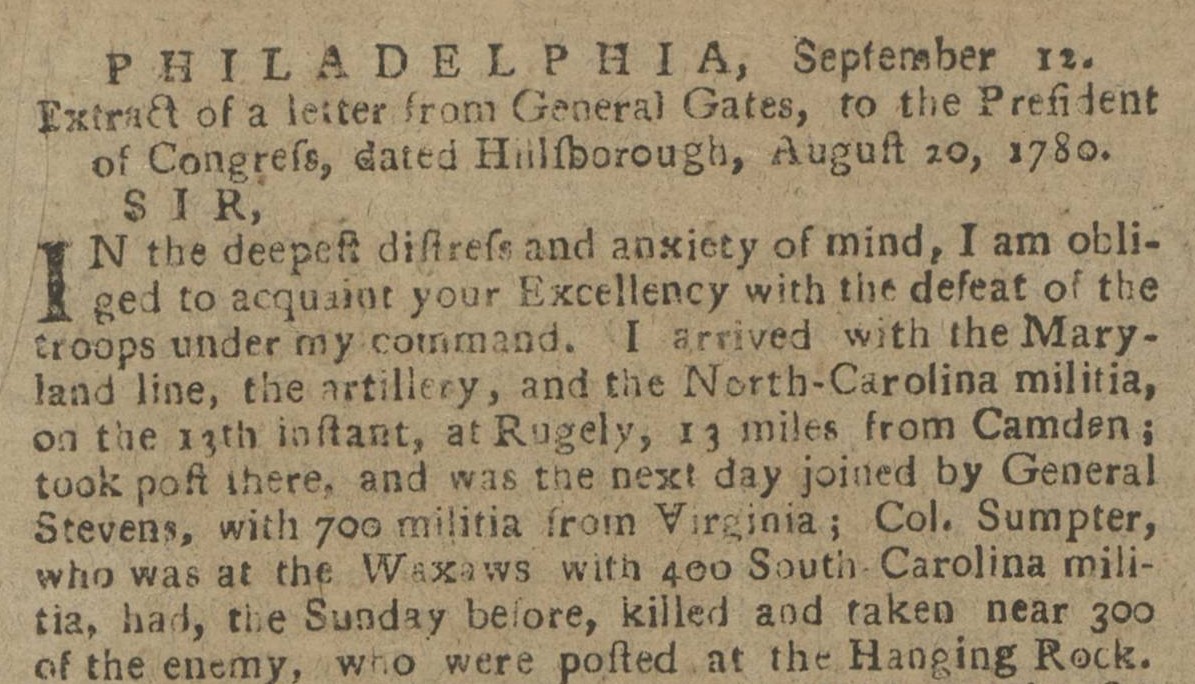 PHILADELPHIA, September 12.
Extract of a letter from General Gates, to the Preſident
of Congreſs, dated Hillſborough, Auguſt 20, 1780.
SIR,
IN the deepeſt diſtreſs and anxiety of mind, I am obli-
ged to acquaint your Excellency with the defeat of the
troops under my command. I arrived with the Mary-
land line, the artillery, and the North-Carolina militia,
on the 13th inſtant, at Rugely, 13 miles from Camden;
took poſt there, and was the next day joined by General
Stevens, with 700 militia from Virginia; Col. Sumpter,
who was at the Waxaws with 400 South-Carolina mili-
tia, had, the Sunday before, killed and taken near 300
of the enemy, who were poſted at the Hanging Rock.